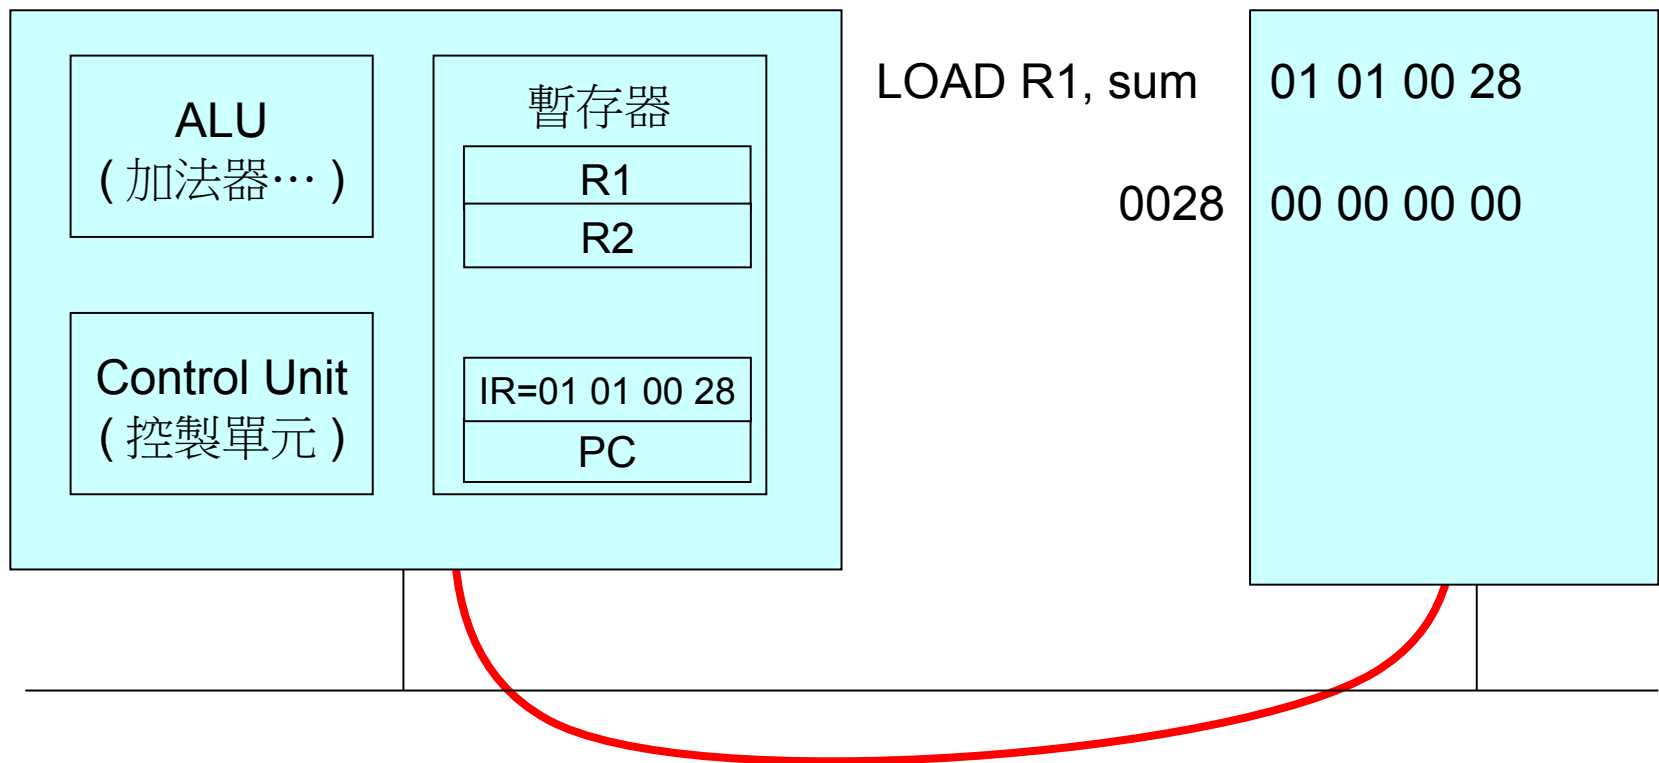 ALU
( 加法器… )
Control Unit
( 控製單元 )
暫存器
R1
R2
IR=01 01 00 28
PC
LOAD R1, sum
01 01 00 28
0028
00 00 00 00